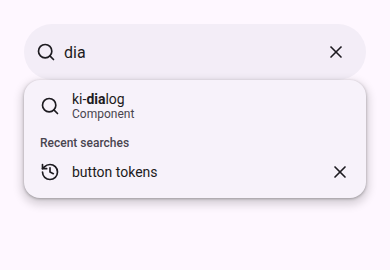 dia
ki-dialog
Component
Recent searches
button tokens